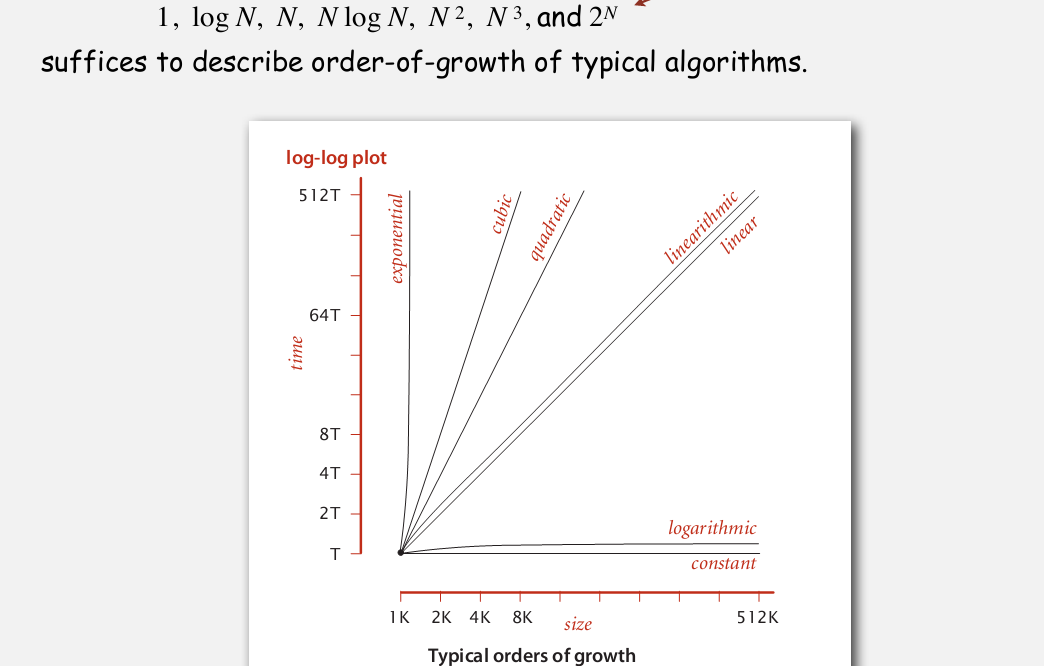 1, log N, N, N log N, N², N³, and 2ᴺ
suffices to describe order-of-growth of typical algorithms.
log-log plot
512T
64T
8T
4T
2T
T
time
exponential
cubic
quadratic
linearithmic
linear
logarithmic
constant
1K 2K 4K 8K 512K
size
Typical orders of growth